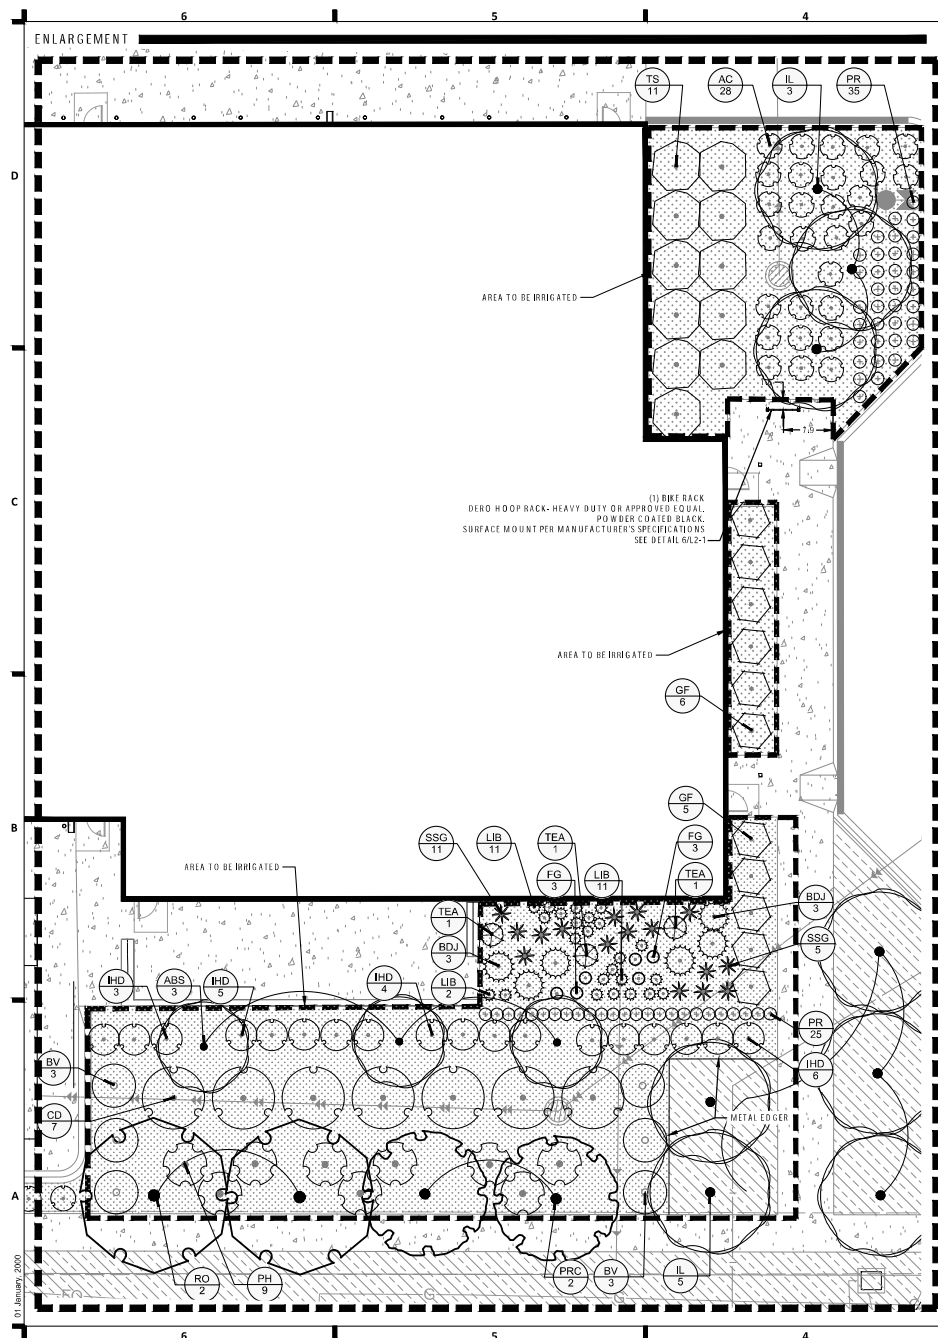 6 5 4
ENLARGEMENT
TS
11
AC
28
IL
3
PR
35
D
AREA TO BE IRRIGATED
7.9
C
(1) BIKE RACK
DERO HOOP RACK- HEAVY DUTY OR APPROVED EQUAL.
POWDER COATED BLACK.
SURFACE MOUNT PER MANUFACTURER'S SPECIFICATIONS
SEE DETAIL 6/L2-1
AREA TO BE IRRIGATED
GF
6
GF
5
B
SSG
11
LIB
11
TEA
1
FG
3
AREA TO BE IRRIGATED
FG
3
LIB
11
TEA
1
BDJ
3
TEA
1
SSG
5
BDJ
3
IHD
3
ABS
3
IHD
5
IHD
4
LIB
2
PR
25
BV
3
IHD
6
CD
7
METAL EDGER
A
RO
2
PH
9
PRC
2
BV
3
IL
5
FO
G G G
01 January, 2000
6 5 4